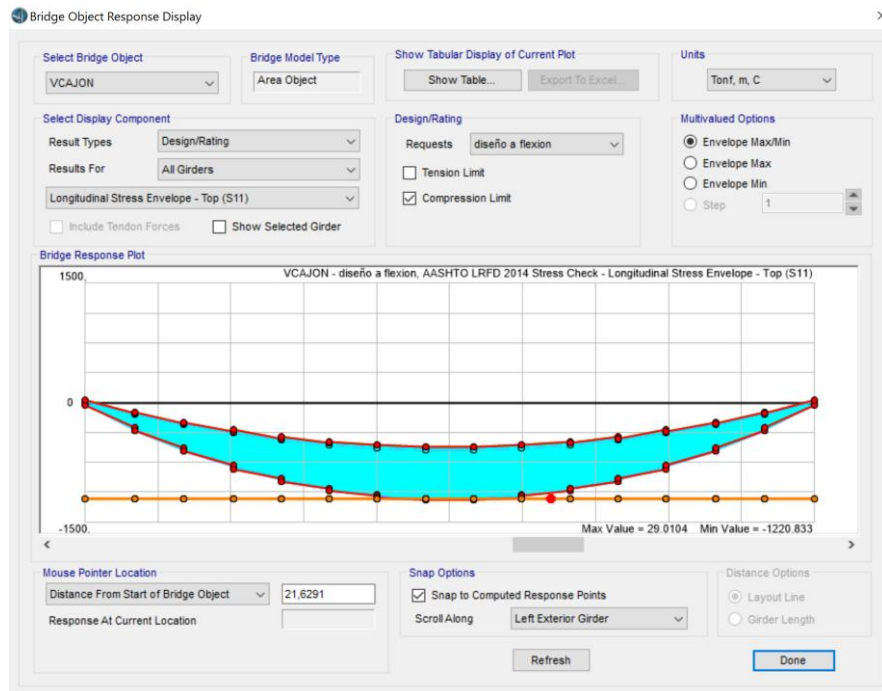 Bridge Object Response Display
Select Bridge Object
VCAJON
Bridge Model Type
Area Object
Show Tabular Display of Current Plot
Show Table...
Export To Excel...
Units
Tonf, m, C
Select Display Component
Result Types
Design/Rating
Results For
All Girders
Longitudinal Stress Envelope - Top (S11)
Include Tendon Forces
Show Selected Girder
Design/Rating
Requests
diseño a flexion
Tension Limit
Compression Limit
Multivalued Options
Envelope Max/Min
Envelope Max
Envelope Min
Step
1
Bridge Response Plot
1500.
VCAJON - diseño a flexion, AASHTO LRFD 2014 Stress Check - Longitudinal Stress Envelope - Top (S11)
0
-1500.
Max Value = 29.0104 Min Value = -1220.833
Mouse Pointer Location
Distance From Start of Bridge Object
21,6291
Response At Current Location
Snap Options
Snap to Computed Response Points
Scroll Along
Left Exterior Girder
Distance Options
Layout Line
Girder Length
Refresh
Done